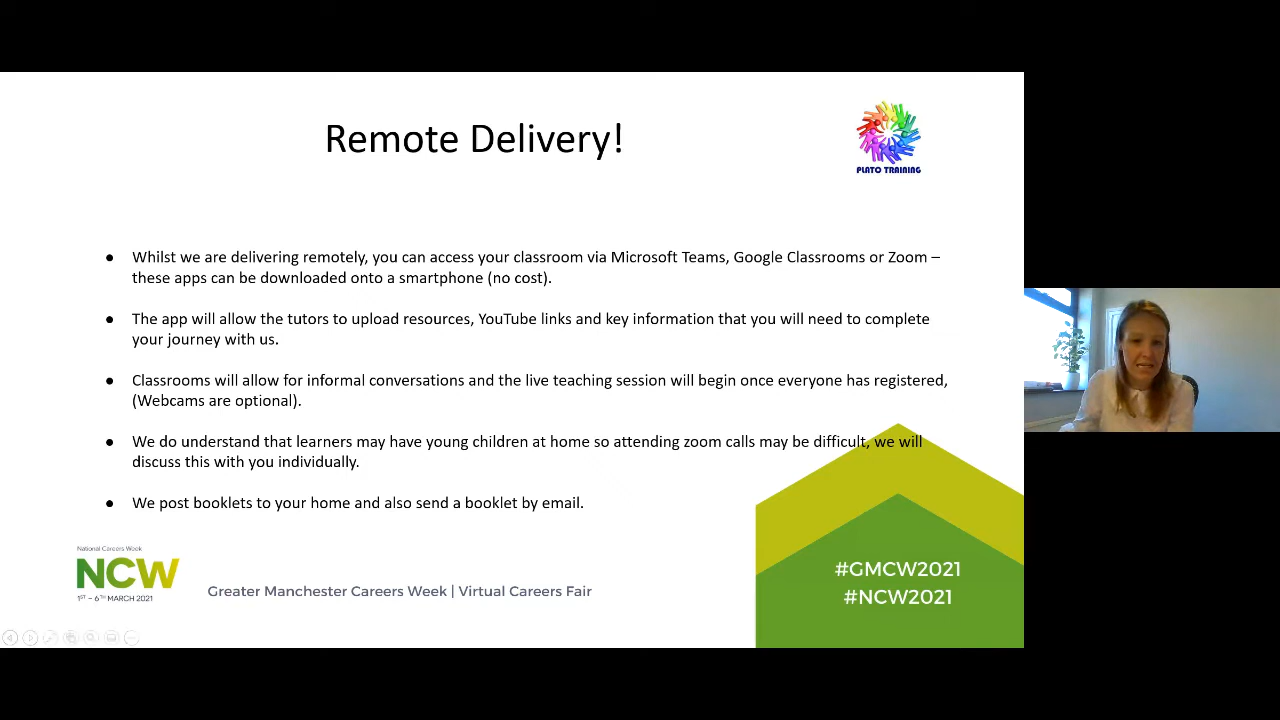 Remote Delivery!
PLATO TRAINING
● Whilst we are delivering remotely, you can access your classroom via Microsoft Teams, Google Classrooms or Zoom –
these apps can be downloaded onto a smartphone (no cost).
● The app will allow the tutors to upload resources, YouTube links and key information that you will need to complete
your journey with us.
● Classrooms will allow for informal conversations and the live teaching session will begin once everyone has registered,
(Webcams are optional).
● We do understand that learners may have young children at home so attending zoom calls may be difficult, we will
discuss this with you individually.
● We post booklets to your home and also send a booklet by email.
National Careers Week
NCW
1ST – 6TH MARCH 2021
Greater Manchester Careers Week | Virtual Careers Fair
#GMCW2021
#NCW2021